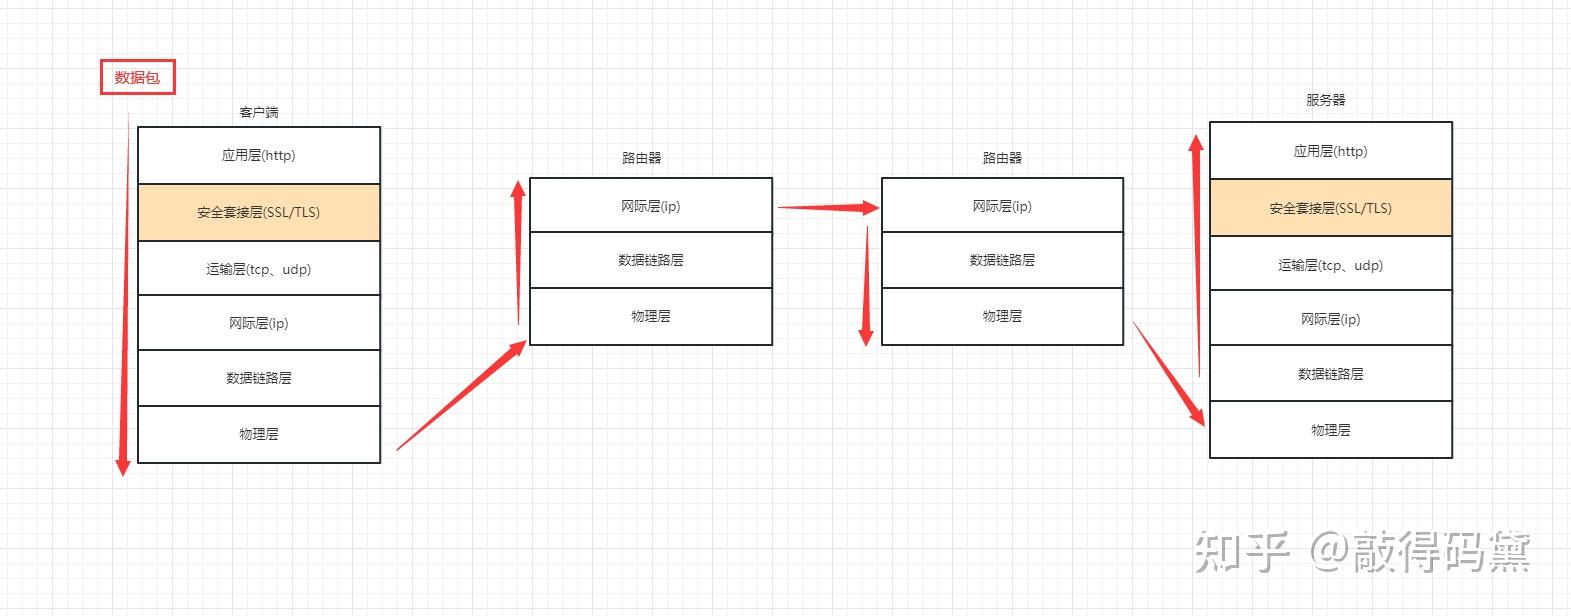 数据包
客户端
应用层(http)
安全套接层(SSL/TLS)
运输层(tcp、udp)
网际层(ip)
数据链路层
物理层
路由器
网际层(ip)
数据链路层
物理层
路由器
网际层(ip)
数据链路层
物理层
服务器
应用层(http)
安全套接层(SSL/TLS)
运输层(tcp、udp)
网际层(ip)
数据链路层
物理层
知乎 @敲得码黛